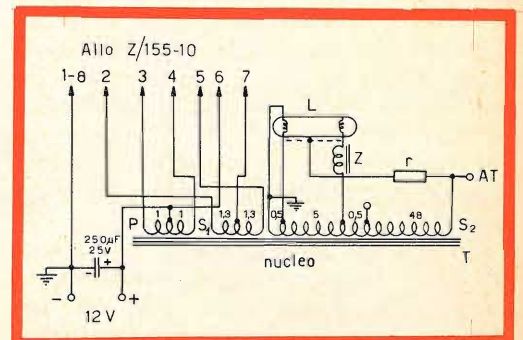 Allo Z/155-10
1-8 2 3 4 5 6 7
L
Z
r
AT
P
1
1
S1
1,3
1,3
0,5
5
0,5
48
S2
T
nucleo
250µF
25V
- +
- +
12 V